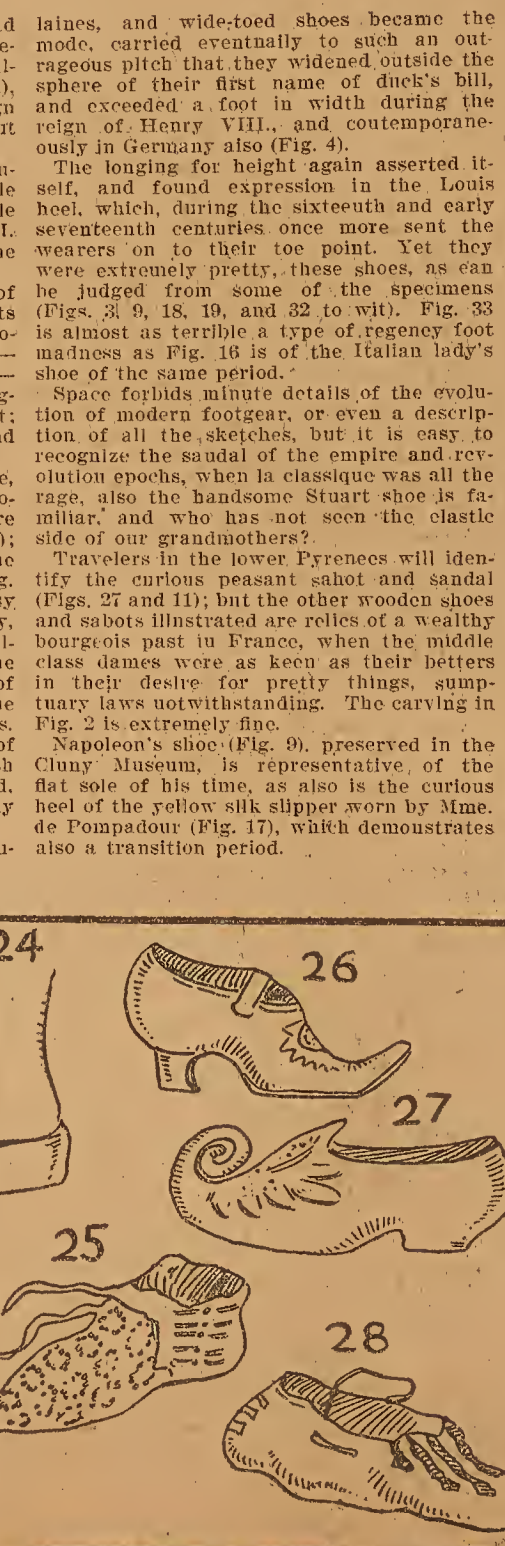 laines, and wide-toed shoes became the
mode, carried eventnally to such an out-
rageous pltch that they widened outside the
sphere of their first name of duck's bill,
and exceeded a foot in width during the
reign of Henry VIII., and coutemporane-
ously in Germany also (Fig. 4).
The longing for height again asserted it-
self, and found expression in the Louis
heel, which, during the sixteeuth and early
seventeenth centuries once more sent the
wearers on to their toe point. Yet they
were extremely pretty, these shoes, as can
be judged from some of the specimens
(Figs. 3, 9, 18, 19, and 32 to wit). Fig. 33
is almost as terrible a type of regency foot
madness as Fig. 16 is of the Italian lady's
shoe of the same period.
Space forbids minute details of the evolu-
tion of modern footgear, or even a descrip-
tion of all the sketches, but it is easy to
recognize the saudal of the empire and rev-
olution epochs, when la classique was all the
rage, also the handsome Stuart shoe is fa-
miliar, and who has not seen the elastic
side of our grandmothers?
Travelers in the lower Pyrenees will iden-
tify the curious peasant sahot and sandal
(Figs. 27 and 11); bnt the other wooden shoes
and sabots illnstrated are relics of a wealthy
bourgeois past iu France, when the middle
class dames were as keen as their betters
in their desire for pretty things, sump-
tuary laws uotwithstanding. The carving in
Fig. 2 is extremely fine.
Napoleon's shoe (Fig. 9), preserved in the
Cluny Museum, is representative of the
flat sole of his time, as also is the curious
heel of the yellow silk slipper worn by Mme.
de Pompadour (Fig. 17), which demonstrates
also a transition period.
24
26
27
25
28